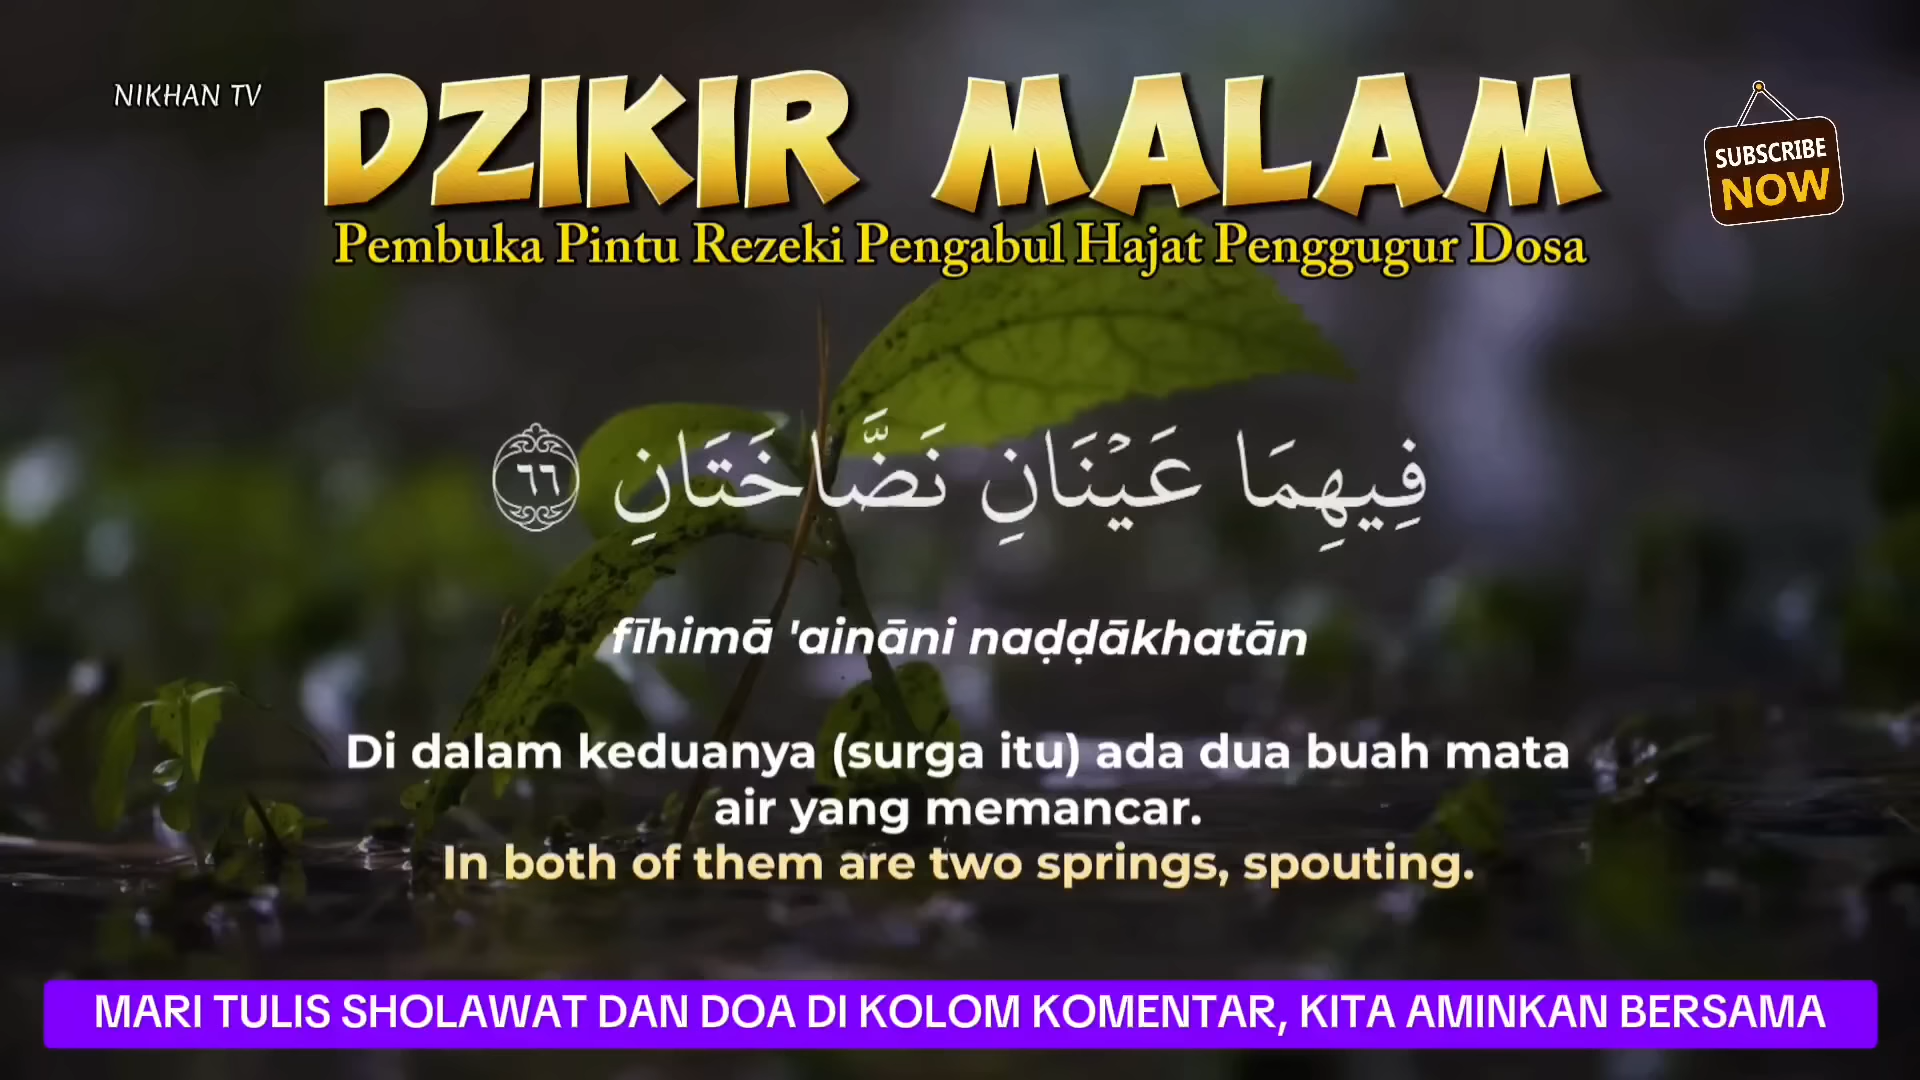 NIKHAN TV
DZIKIR MALAM
SUBSCRIBE
NOW
Pembuka Pintu Rezeki Pengabul Hajat Penggugur Dosa
فِيهِمَا عَيْنَانِ نَضَّاخَتَانِ ٦٦
fīhimā 'aināni naḍḍākhatān
Di dalam keduanya (surga itu) ada dua buah mata
air yang memancar.
In both of them are two springs, spouting.
MARI TULIS SHOLAWAT DAN DOA DI KOLOM KOMENTAR, KITA AMINKAN BERSAMA